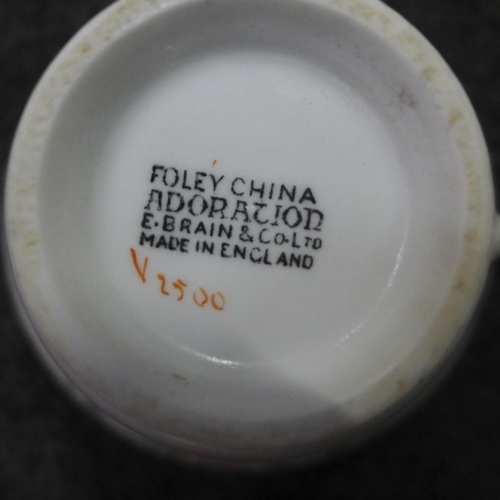 FOLEY CHINA
ADORATION
E. BRAIN & CO. LTD
MADE IN ENGLAND
V2500